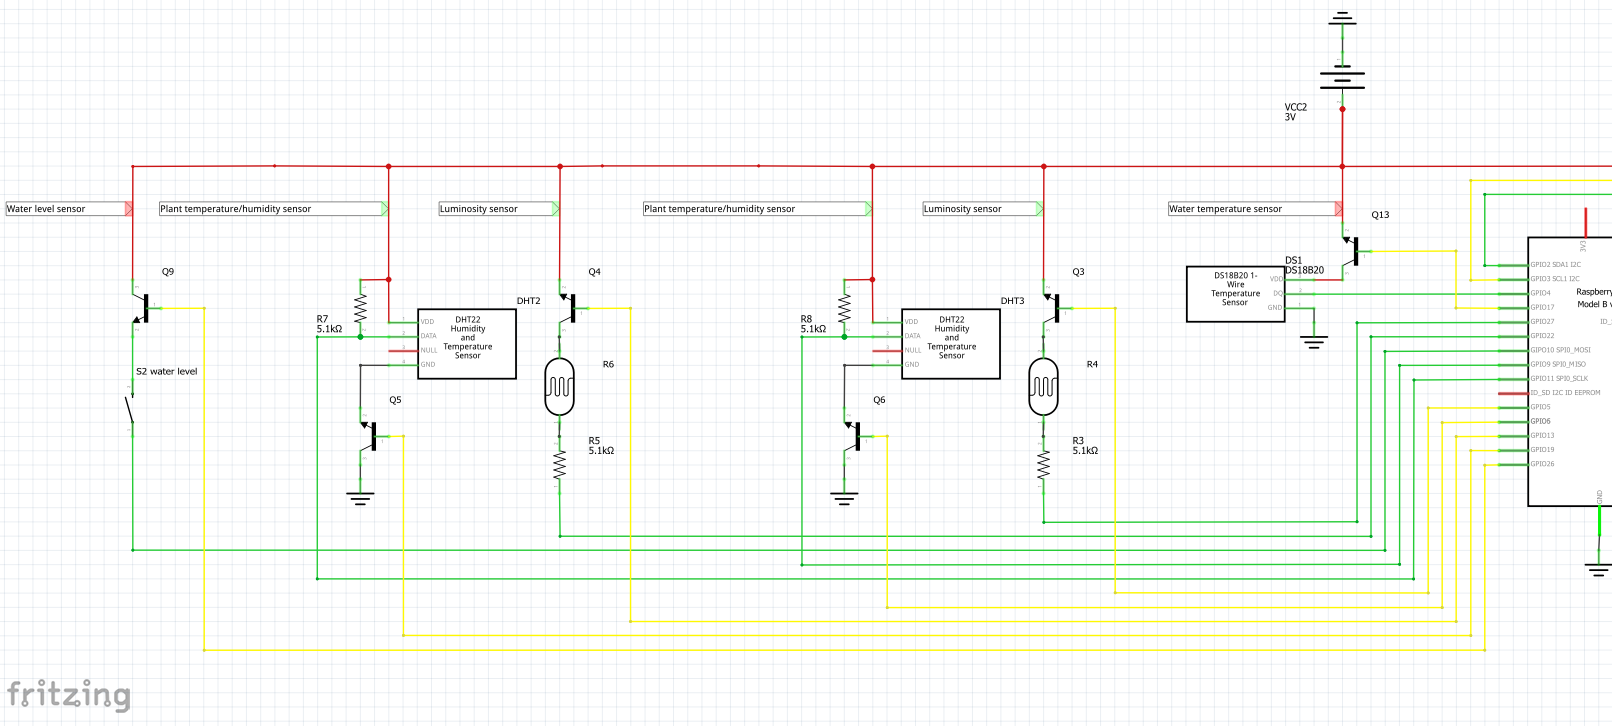 VCC2
3V
Water level sensor
Plant temperature/humidity sensor
Luminosity sensor
Plant temperature/humidity sensor
Luminosity sensor
Water temperature sensor
Q13
Q9
Q4
Q3
DS1
DS18B20
DS18B20 1-
Wire
Temperature
Sensor
VDD
DQ
GND
3V3
GPIO2 SDA1 I2C
GPIO3 SCL1 I2C
GPIO4
GPIO17
GPIO27
GPIO22
GIPO10 SPI0_MOSI
GPIO9 SPI0_MISO
GPIO11 SPI0_SCLK
ID_SD I2C ID EEPROM
GPIO5
GPIO6
GPIO13
GPIO19
GPIO26
GND
Raspberry
Model B v
ID_
R7
5.1kΩ
DHT2
DHT22
Humidity
and
Temperature
Sensor
VDD
DATA
NULL
GND
R8
5.1kΩ
DHT3
DHT22
Humidity
and
Temperature
Sensor
VDD
DATA
NULL
GND
S2 water level
R6
R4
Q5
Q6
R5
5.1kΩ
R3
5.1kΩ
fritzing